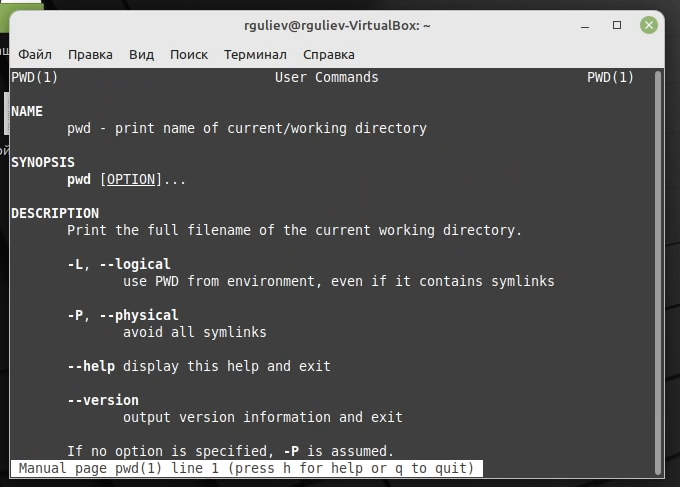 rguliev@rguliev-VirtualBox: ~
Файл Правка Вид Поиск Терминал Справка
PWD(1) User Commands PWD(1)
NAME
pwd - print name of current/working directory
SYNOPSIS
pwd [OPTION]...
DESCRIPTION
Print the full filename of the current working directory.
-L, --logical
use PWD from environment, even if it contains symlinks
-P, --physical
avoid all symlinks
--help display this help and exit
--version
output version information and exit
If no option is specified, -P is assumed.
Manual page pwd(1) line 1 (press h for help or q to quit)